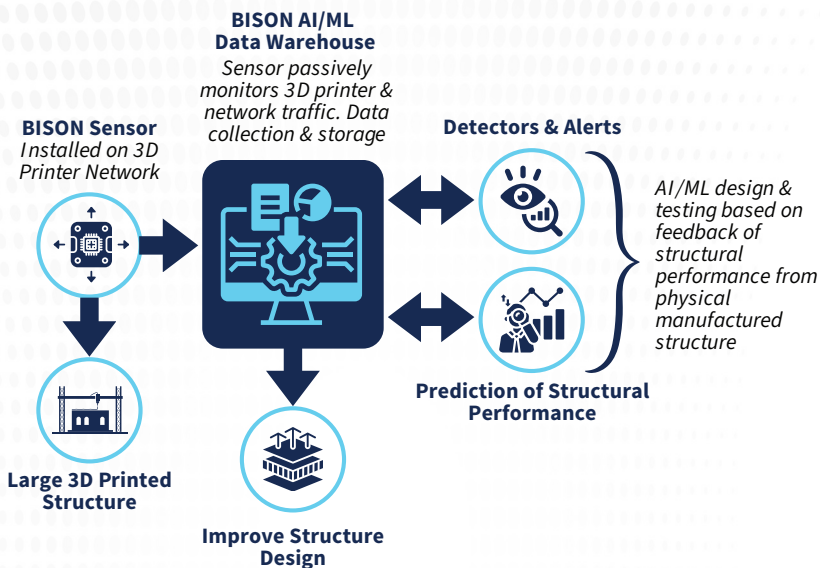 BISON AI/ML
Data Warehouse
Sensor passively
monitors 3D printer &
network traffic. Data
collection & storage
BISON Sensor
Installed on 3D
Printer Network
Detectors & Alerts
AI/ML design &
testing based on
feedback of
structural
performance from
physical
manufactured
structure
Prediction of Structural
Performance
Large 3D Printed
Structure
Improve Structure
Design